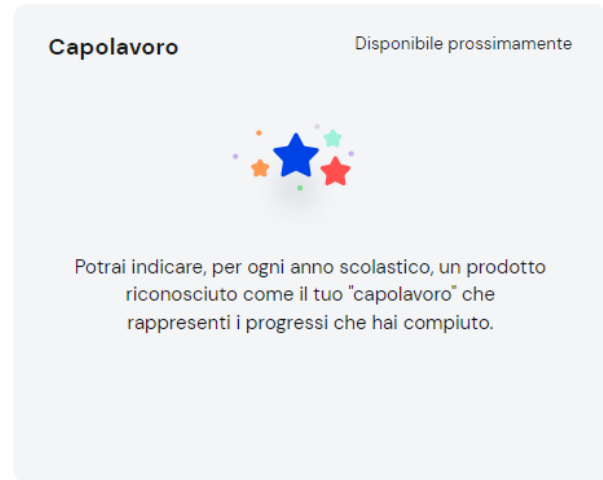 Capolavoro
Disponibile prossimamente
Potrai indicare, per ogni anno scolastico, un prodotto
riconosciuto come il tuo "capolavoro" che
rappresenti i progressi che hai compiuto.